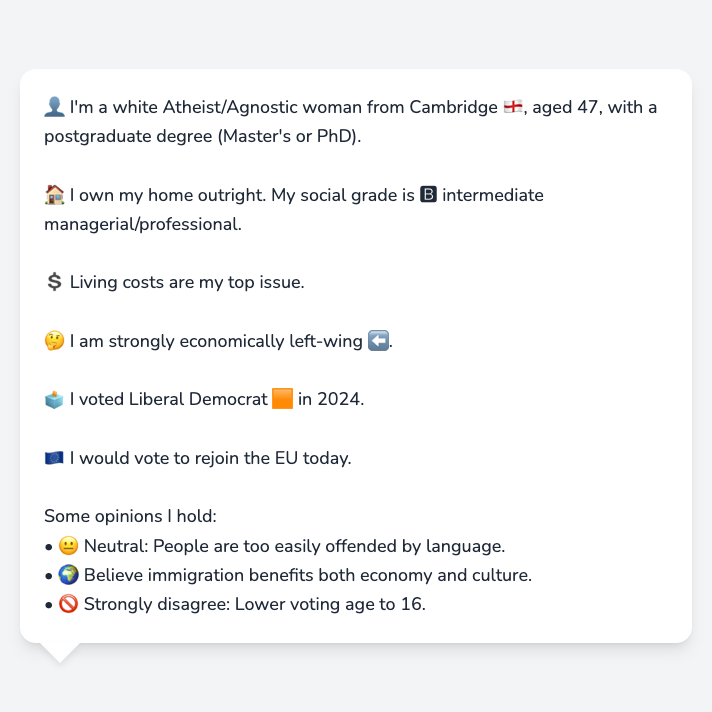 👤 I'm a white Atheist/Agnostic woman from Cambridge 🏴󠁧󠁢󠁥󠁮󠁧󠁿, aged 47, with a
postgraduate degree (Master's or PhD).
🏠 I own my home outright. My social grade is 🅱 intermediate
managerial/professional.
💲 Living costs are my top issue.
🤔 I am strongly economically left-wing ⬅️.
🗳️ I voted Liberal Democrat 🟧 in 2024.
🇪🇺 I would vote to rejoin the EU today.
Some opinions I hold:
• 😐 Neutral: People are too easily offended by language.
• 🌍 Believe immigration benefits both economy and culture.
• 🚫 Strongly disagree: Lower voting age to 16.